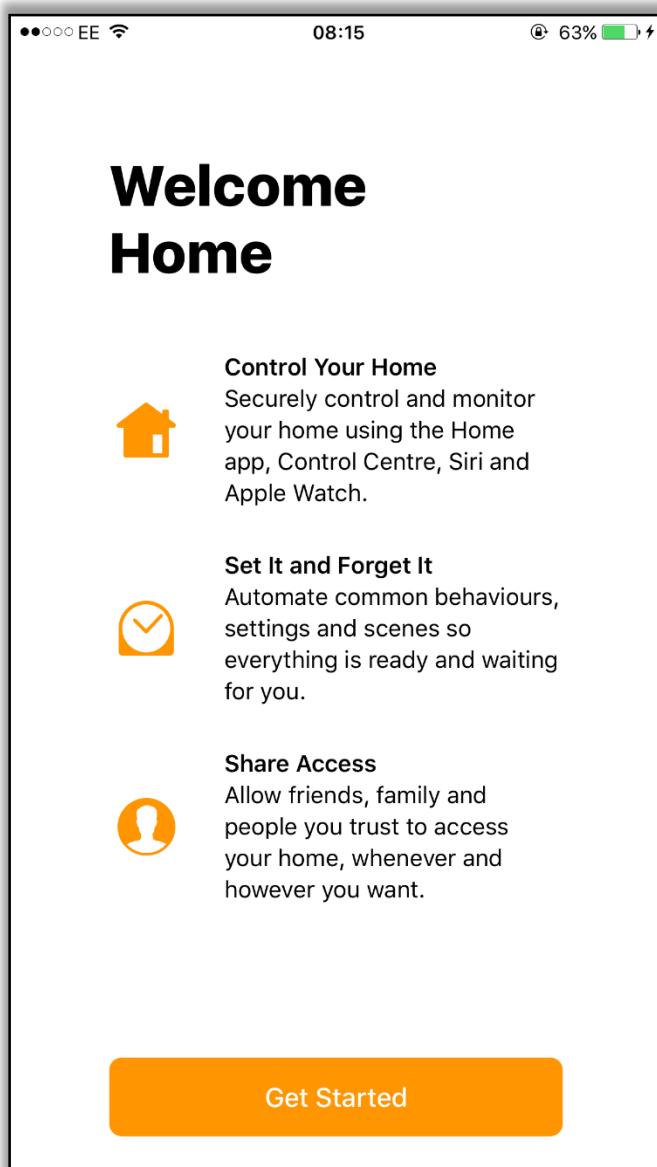 EE 08:15 63%
Welcome
Home
Control Your Home
Securely control and monitor
your home using the Home
app, Control Centre, Siri and
Apple Watch.
Set It and Forget It
Automate common behaviours,
settings and scenes so
everything is ready and waiting
for you.
Share Access
Allow friends, family and
people you trust to access
your home, whenever and
however you want.
Get Started